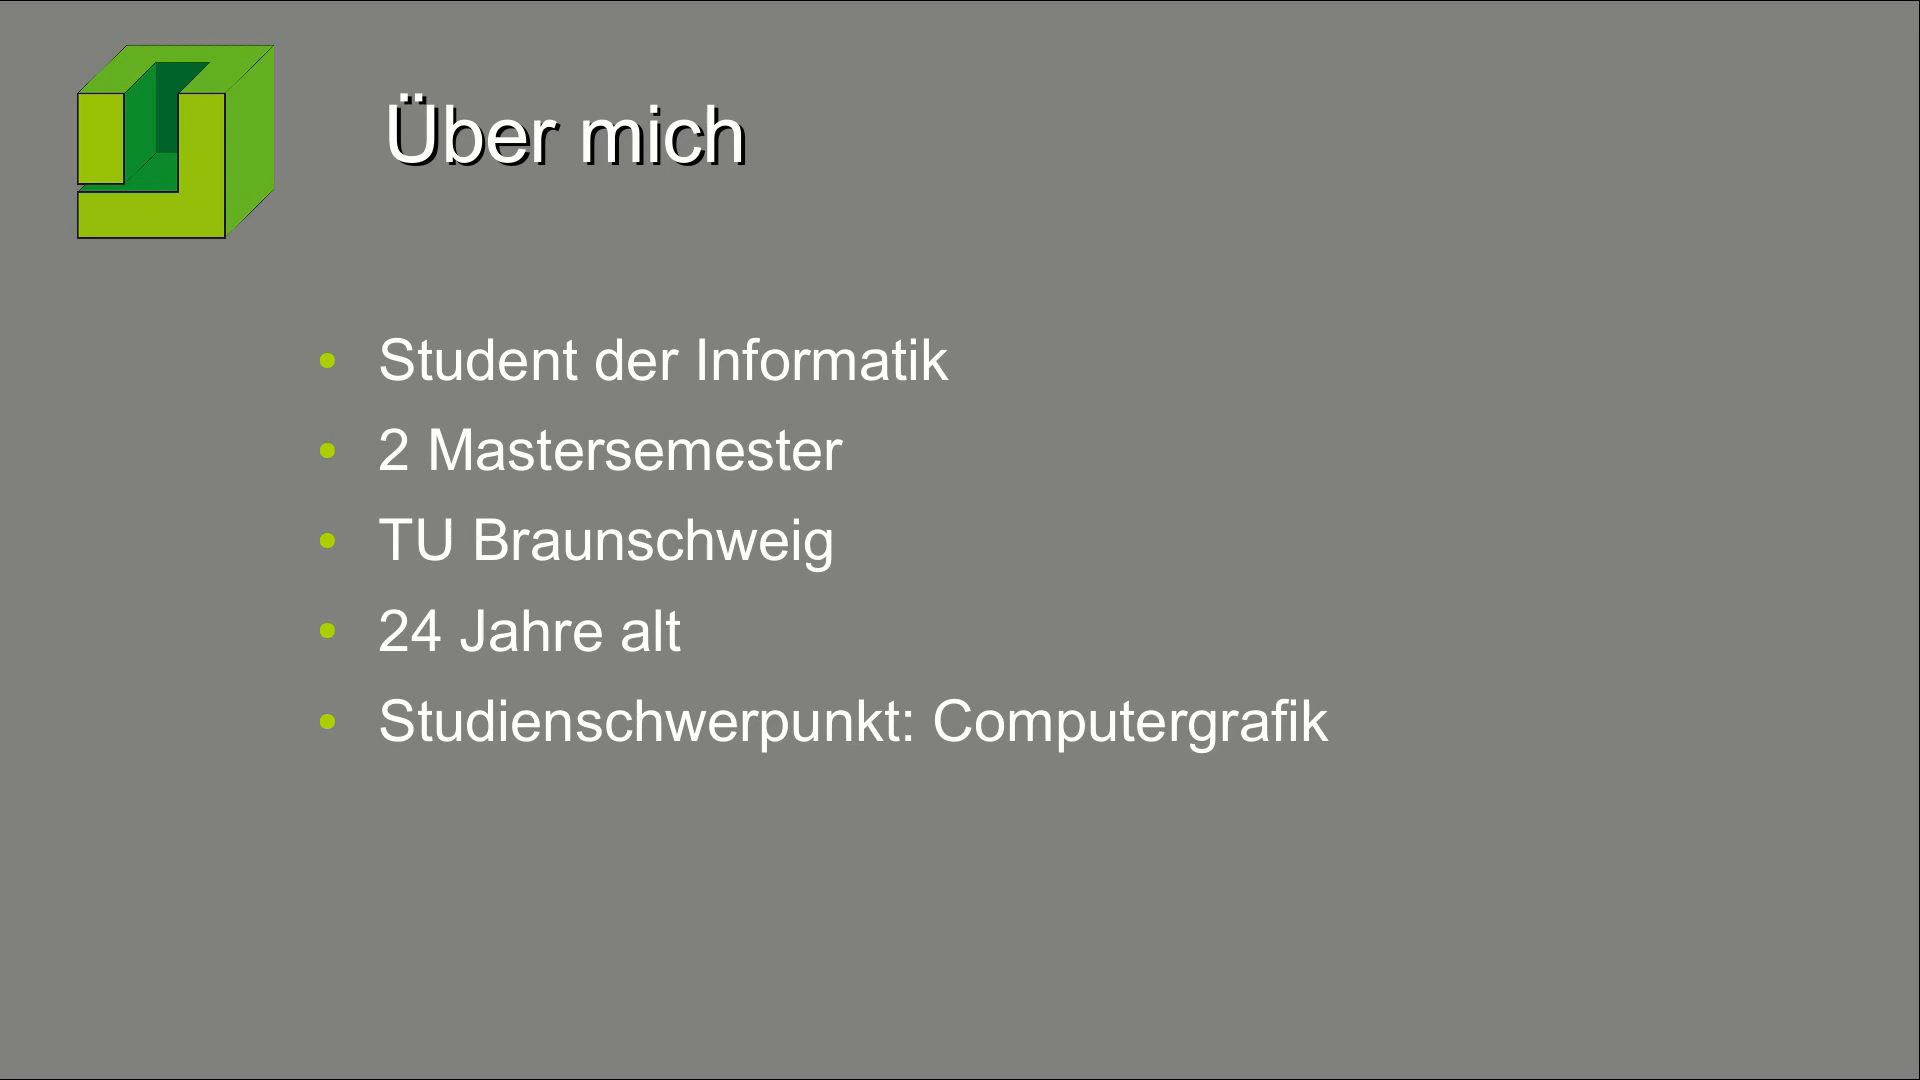 Über mich
• Student der Informatik
• 2 Mastersemester
• TU Braunschweig
• 24 Jahre alt
• Studienschwerpunkt: Computergrafik